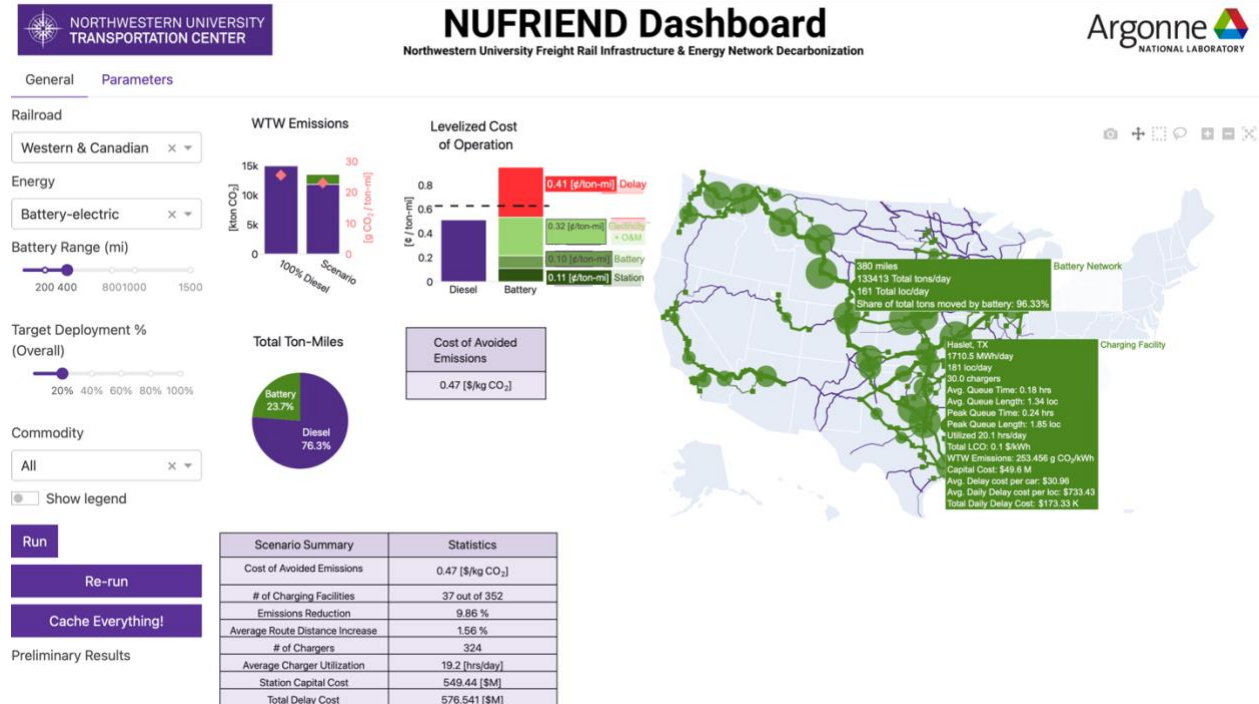 NORTHWESTERN UNIVERSITY
TRANSPORTATION CENTER
NUFRIEND Dashboard
Northwestern University Freight Rail Infrastructure & Energy Network Decarbonization
Argonne
NATIONAL LABORATORY
General Parameters
Railroad
Western & Canadian
Energy
Battery-electric
Battery Range (mi)
200 400 800 1000 1500
Target Deployment %
(Overall)
20% 40% 60% 80% 100%
Commodity
All
Show legend
Run
Re-run
Cache Everything!
Preliminary Results
WTW Emissions
15k
10k
5k
0
[kton CO₂]
30
20
10
0
[g CO₂ / ton-mi]
100% Diesel
Scenario
Levelized Cost
of Operation
0.8
0.6
0.4
0.2
0
[¢ / ton-mi]
0.41 [¢/ton-mi] Delay
0.32 [¢/ton-mi] Electricity
+ O&M
0.10 [¢/ton-mi] Battery
0.11 [¢/ton-mi] Station
Diesel Battery
Total Ton-Miles
Battery
23.7%
Diesel
76.3%
Cost of Avoided
Emissions
0.47 [$/kg CO₂]
Scenario Summary Statistics
Cost of Avoided Emissions 0.47 [$/kg CO₂]
# of Charging Facilities 37 out of 352
Emissions Reduction 9.86 %
Average Route Distance Increase 1.56 %
# of Chargers 324
Average Charger Utilization 19.2 [hrs/day]
Station Capital Cost 549.44 [$M]
Total Delay Cost 576.541 [$M]
380 miles
133413 Total tons/day
161 Total loc/day
Share of total tons moved by battery: 96.33%
Battery Network
Haslet, TX
1710.5 MWh/day
181 loc/day
30.0 chargers
Avg. Queue Time: 0.18 hrs
Avg. Queue Length: 1.34 loc
Peak Queue Time: 0.24 hrs
Peak Queue Length: 1.85 loc
Utilized 20.1 hrs/day
Total LCO: 0.1 $/kWh
WTW Emissions: 253.456 g CO₂/kWh
Capital Cost: $49.6 M
Avg. Delay cost per car: $30.96
Avg. Daily Delay cost per loc: $733.43
Total Daily Delay Cost: $173.33 K
Charging Facility